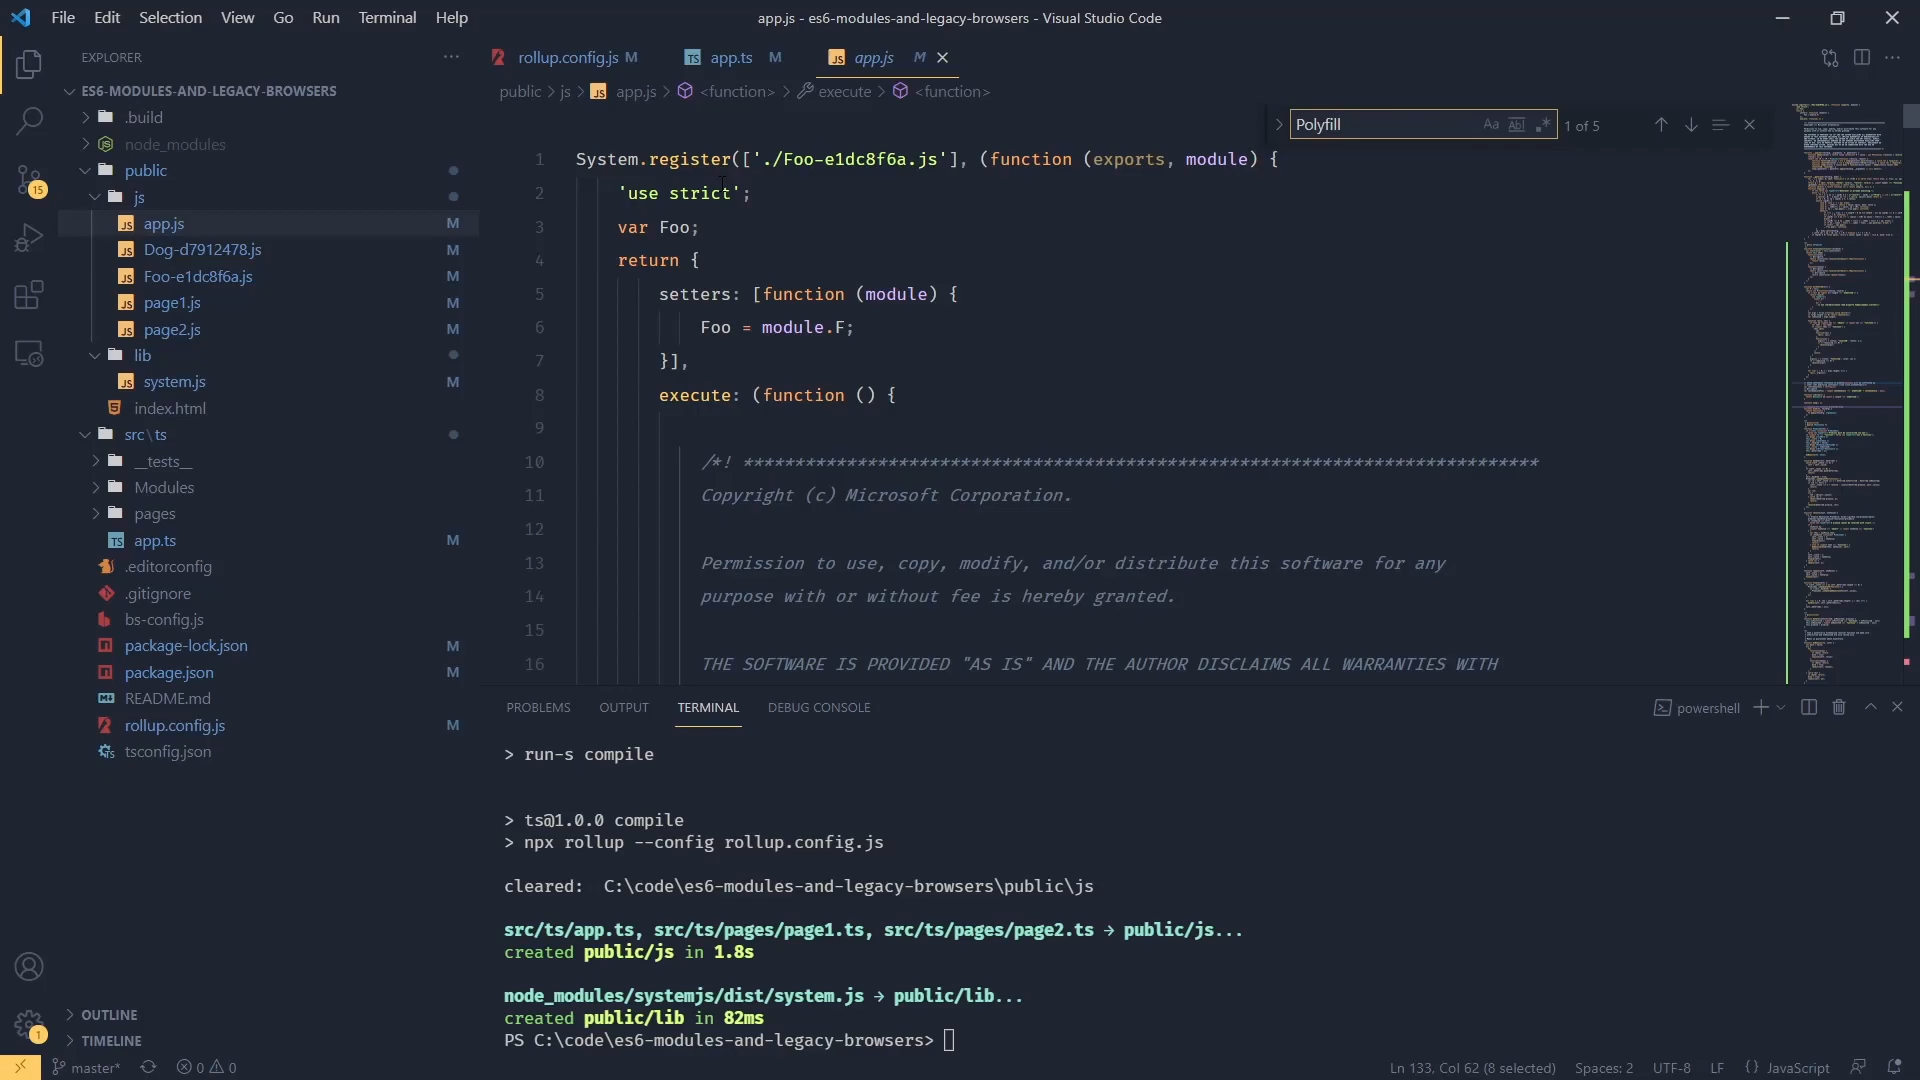 File Edit Selection View Go Run Terminal Help
app.js - es6-modules-and-legacy-browsers - Visual Studio Code
EXPLORER
ES6-MODULES-AND-LEGACY-BROWSERS
.build
node_modules
public
js
app.js M
Dog-d7912478.js M
Foo-e1dc8f6a.js M
page1.js M
page2.js M
lib
system.js M
index.html
src\ts
__tests__
Modules
pages
app.ts M
.editorconfig
.gitignore
bs-config.js
package-lock.json M
package.json M
README.md
rollup.config.js M
tsconfig.json
OUTLINE
TIMELINE
15
1
rollup.config.js M
app.ts M
app.js M
public > js > app.js > <function> > execute > <function>
Polyfill
Aa Abl .*
1 of 5
1 System.register(['./Foo-e1dc8f6a.js'], (function (exports, module) {
2 'use strict';
3 var Foo;
4 return {
5 setters: [function (module) {
6 Foo = module.F;
7 }],
8 execute: (function () {
9
10 /*! *****************************************************************************
11 Copyright (c) Microsoft Corporation.
12
13 Permission to use, copy, modify, and/or distribute this software for any
14 purpose with or without fee is hereby granted.
15
16 THE SOFTWARE IS PROVIDED "AS IS" AND THE AUTHOR DISCLAIMS ALL WARRANTIES WITH
PROBLEMS OUTPUT TERMINAL DEBUG CONSOLE
powershell
> run-s compile
> ts@1.0.0 compile
> npx rollup --config rollup.config.js
cleared: C:\code\es6-modules-and-legacy-browsers\public\js
src/ts/app.ts, src/ts/pages/page1.ts, src/ts/pages/page2.ts → public/js...
created public/js in 1.8s
node_modules/systemjs/dist/system.js → public/lib...
created public/lib in 82ms
PS C:\code\es6-modules-and-legacy-browsers>
master* 0 0
Ln 133, Col 62 (8 selected) Spaces: 2 UTF-8 LF {} JavaScript